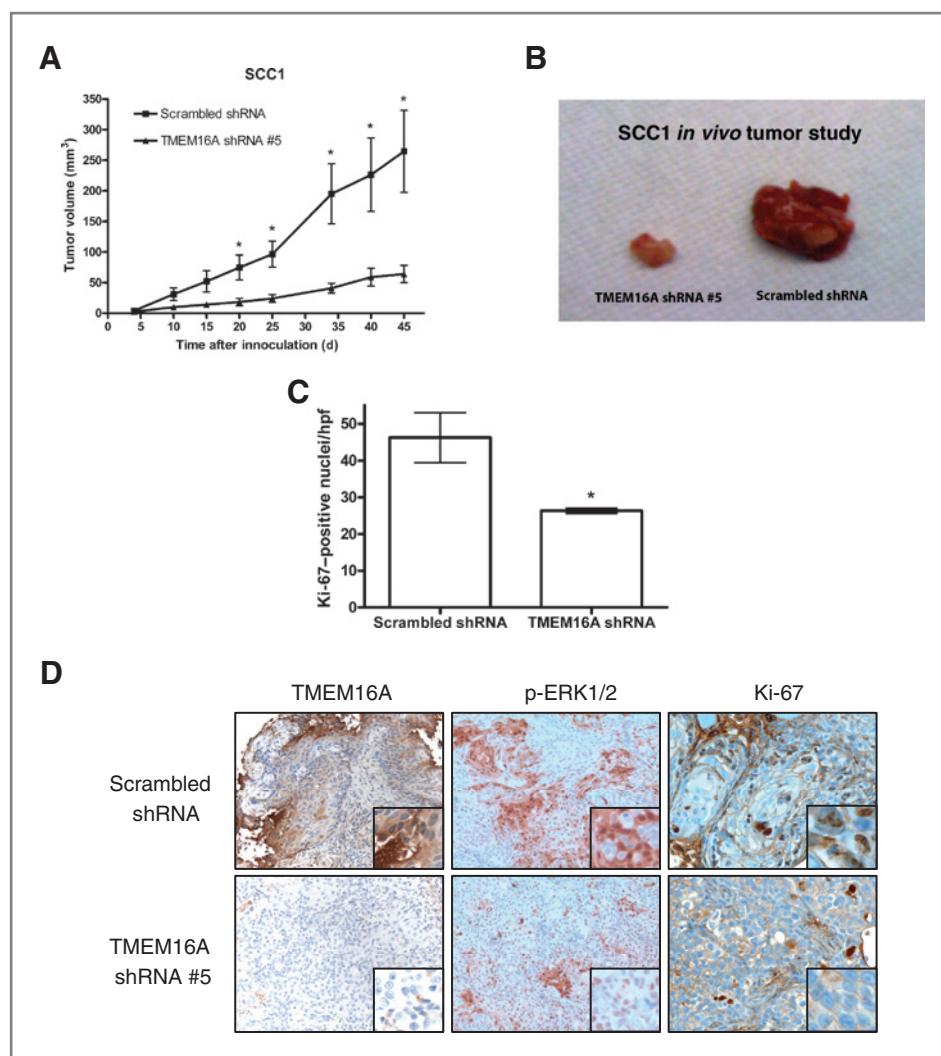 A
SCC1
Scrambled shRNA
TMEM16A shRNA #5
Tumor volume (mm³)
350
300
250
200
150
100
50
0
* * * * *
0 5 10 15 20 25 30 35 40 45
Time after innoculation (d)
B
SCC1 in vivo tumor study
TMEM16A shRNA #5
Scrambled shRNA
C
Ki-67–positive nuclei/hpf
50
40
30
20
10
0
*
Scrambled shRNA
TMEM16A shRNA
D
TMEM16A
p-ERK1/2
Ki-67
Scrambled
shRNA
TMEM16A
shRNA #5